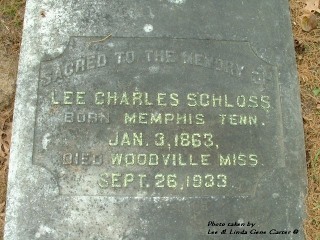 SACRED TO THE MEMORY OF
LEE CHARLES SCHLOSS
BORN MEMPHIS TENN.
JAN. 3, 1863,
DIED WOODVILLE MISS.
SEPT. 26, 1933.
Photo taken by
Lee & Linda Gene Carter ©